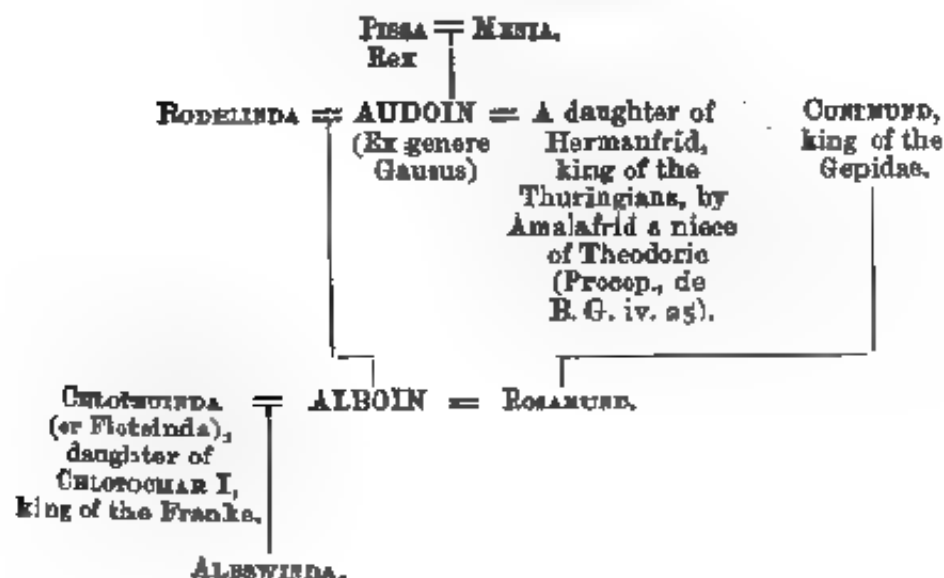 PISSA = MENIA.
Rex
RODELINDA = AUDOIN = A daughter of
(Ex genere
Gausus)
Hermanfrid,
king of the
Thuringians, by
Amalafrid a niece
of Theodoric
(Procop., de
B. G. iv. 25).
CUNIMUND,
king of the
Gepidae.
CHLOTSUINDA
(or Flotsinda),
daughter of
CHLOTOCHAR I,
king of the Franks.
ALBOIN = ROSAMUND.
ALBSWINDA.